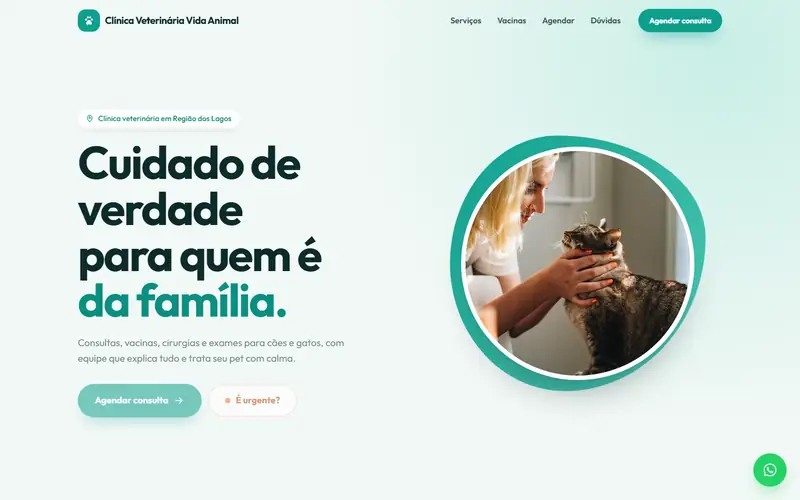 Clínica Veterinária Vida Animal
Serviços
Vacinas
Agendar
Dúvidas
Agendar consulta
Clínica veterinária em Região dos Lagos
Cuidado de
verdade
para quem é
da família.
Consultas, vacinas, cirurgias e exames para cães e gatos, com
equipe que explica tudo e trata seu pet com calma.
Agendar consulta →
É urgente?